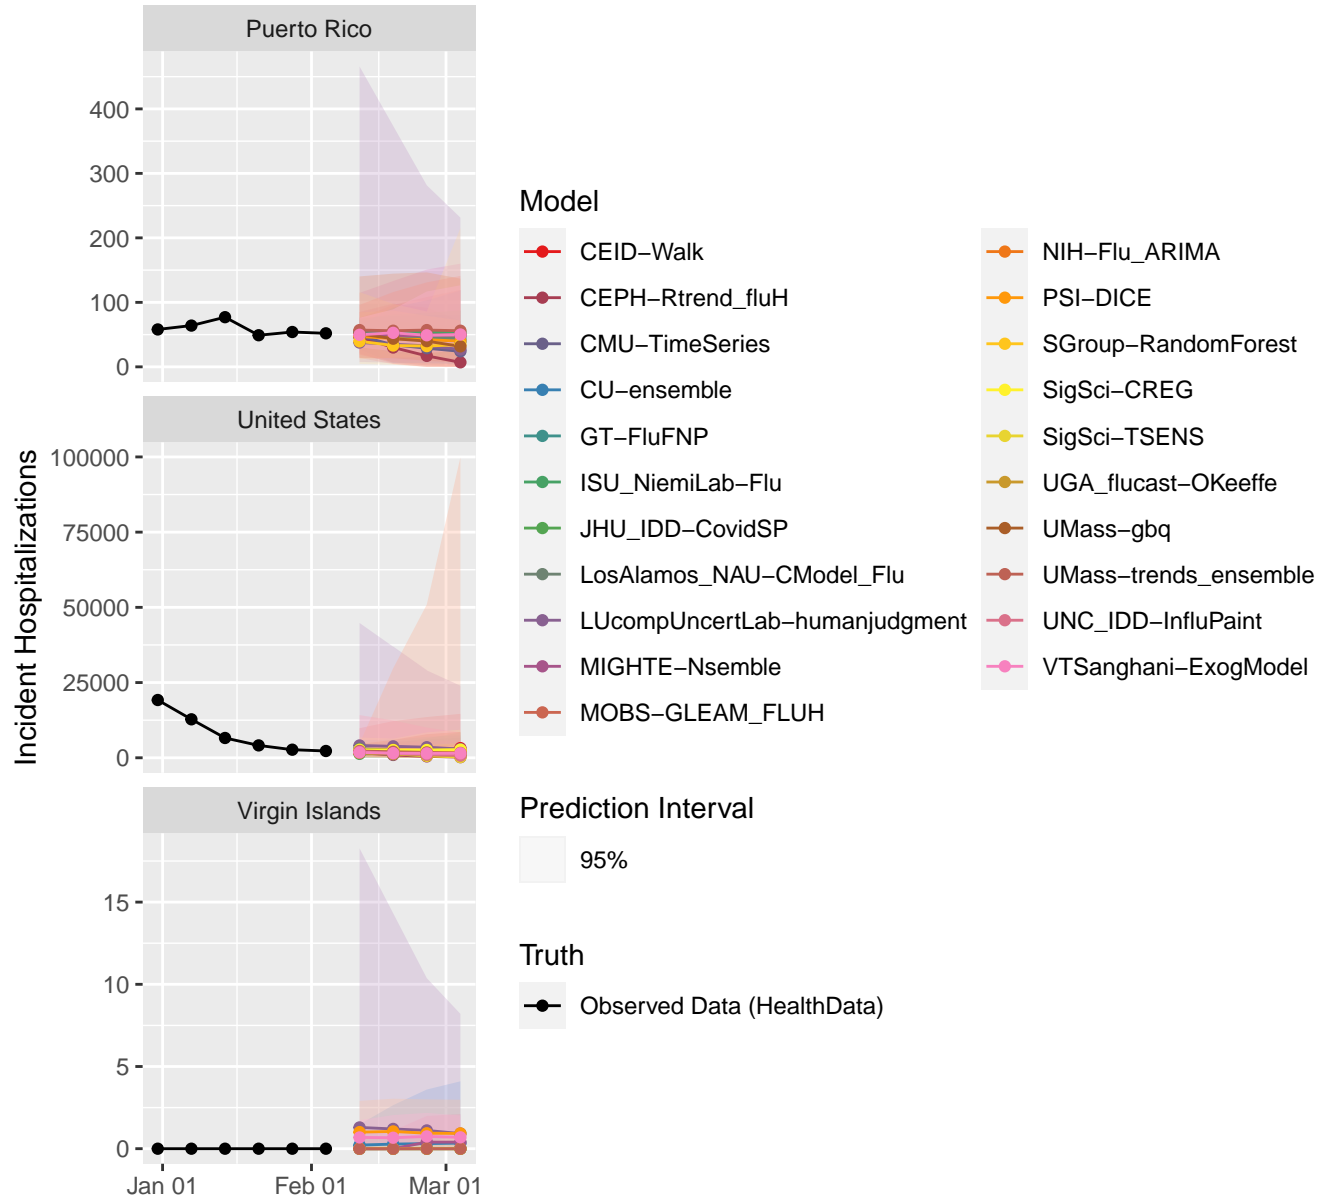 Puerto Rico
400
300
200
100
0
United States
100000
75000
50000
25000
0
Virgin Islands
15
10
5
0
Jan 01
Feb 01
Mar 01
Incident Hospitalizations
Model
CEID−Walk
CEPH−Rtrend_fluH
CMU−TimeSeries
CU−ensemble
GT−FluFNP
ISU_NiemiLab−Flu
JHU_IDD−CovidSP
LosAlamos_NAU−CModel_Flu
LUcompUncertLab−humanjudgment
MIGHTE−Nsemble
MOBS−GLEAM_FLUH
NIH−Flu_ARIMA
PSI−DICE
SGroup−RandomForest
SigSci−CREG
SigSci−TSENS
UGA_flucast−OKeeffe
UMass−gbq
UMass−trends_ensemble
UNC_IDD−InfluPaint
VTSanghani−ExogModel
Prediction Interval
95%
Truth
Observed Data (HealthData)